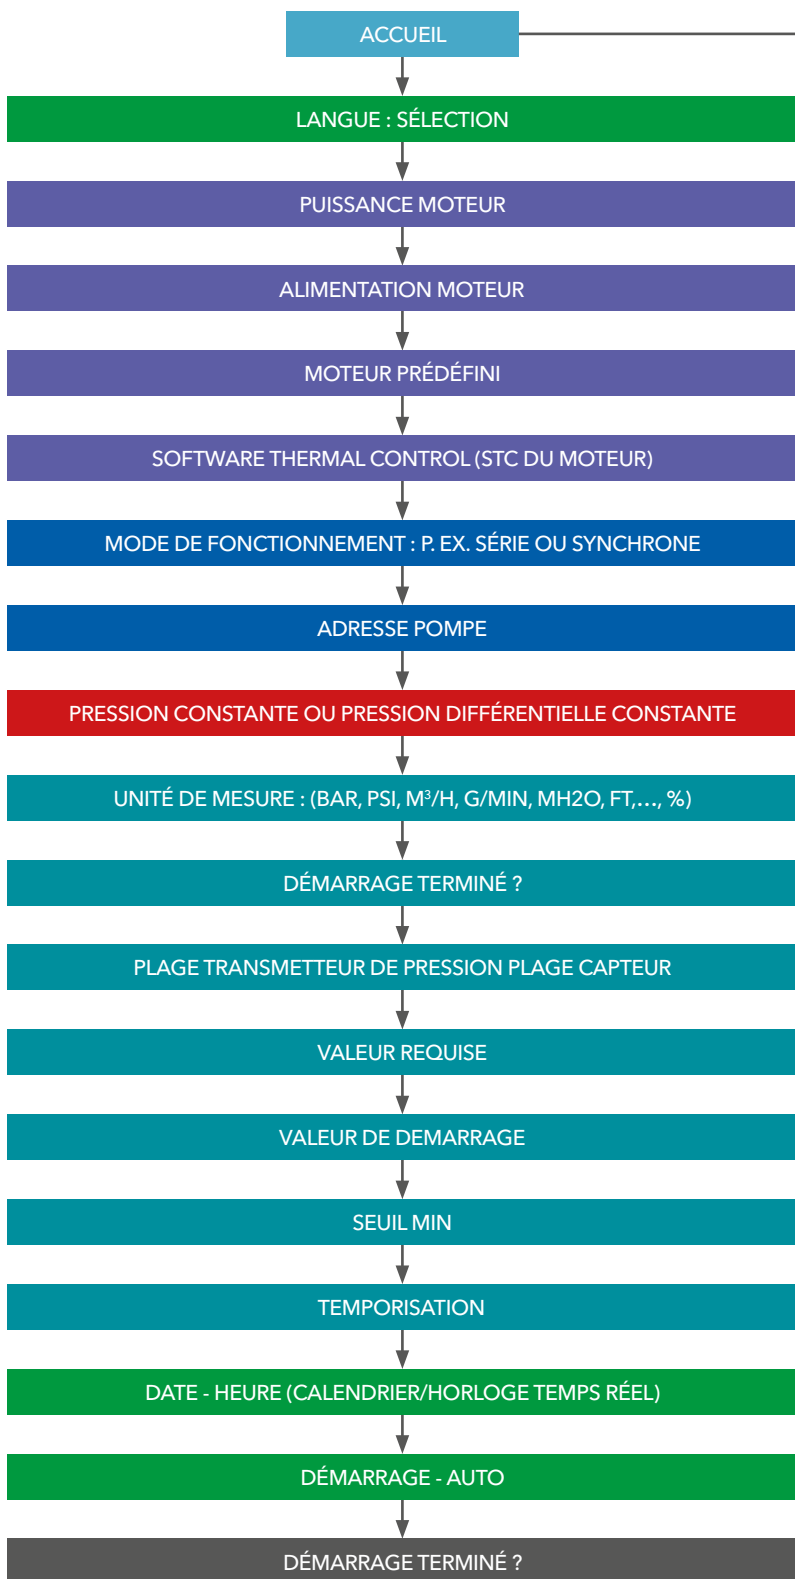 ACCUEIL
LANGUE : SÉLECTION
PUISSANCE MOTEUR
ALIMENTATION MOTEUR
MOTEUR PRÉDÉFINI
SOFTWARE THERMAL CONTROL (STC DU MOTEUR)
MODE DE FONCTIONNEMENT : P. EX. SÉRIE OU SYNCHRONE
ADRESSE POMPE
PRESSION CONSTANTE OU PRESSION DIFFÉRENTIELLE CONSTANTE
UNITÉ DE MESURE : (BAR, PSI, M³/H, G/MIN, MH2O, FT,…, %)
DÉMARRAGE TERMINÉ ?
PLAGE TRANSMETTEUR DE PRESSION PLAGE CAPTEUR
VALEUR REQUISE
VALEUR DE DEMARRAGE
SEUIL MIN
TEMPORISATION
DATE - HEURE (CALENDRIER/HORLOGE TEMPS RÉEL)
DÉMARRAGE - AUTO
DÉMARRAGE TERMINÉ ?